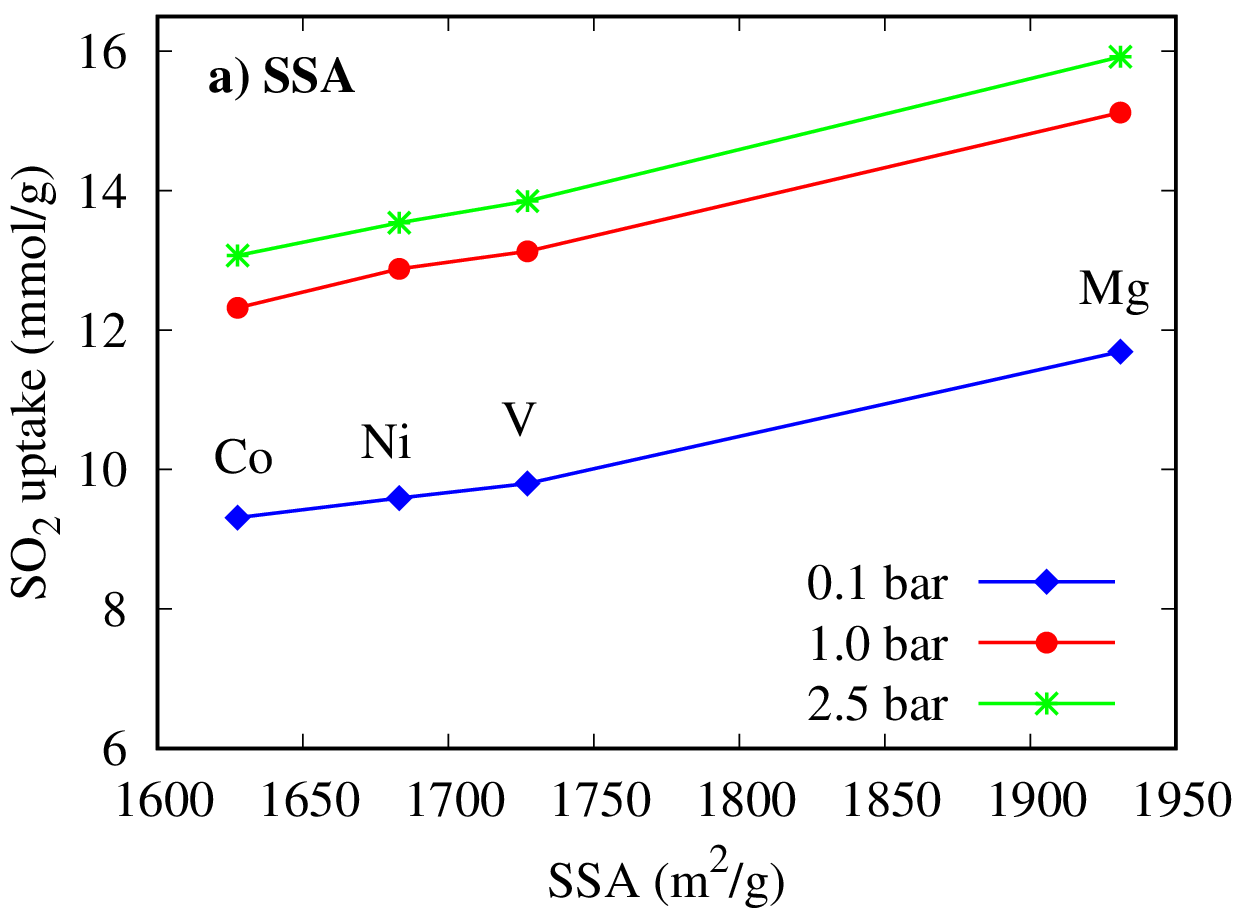 a) SSA
16
14
12
10
8
6
SO2 uptake (mmol/g)
Co
Ni
V
Mg
0.1 bar
1.0 bar
2.5 bar
1600 1650 1700 1750 1800 1850 1900 1950
SSA (m2/g)